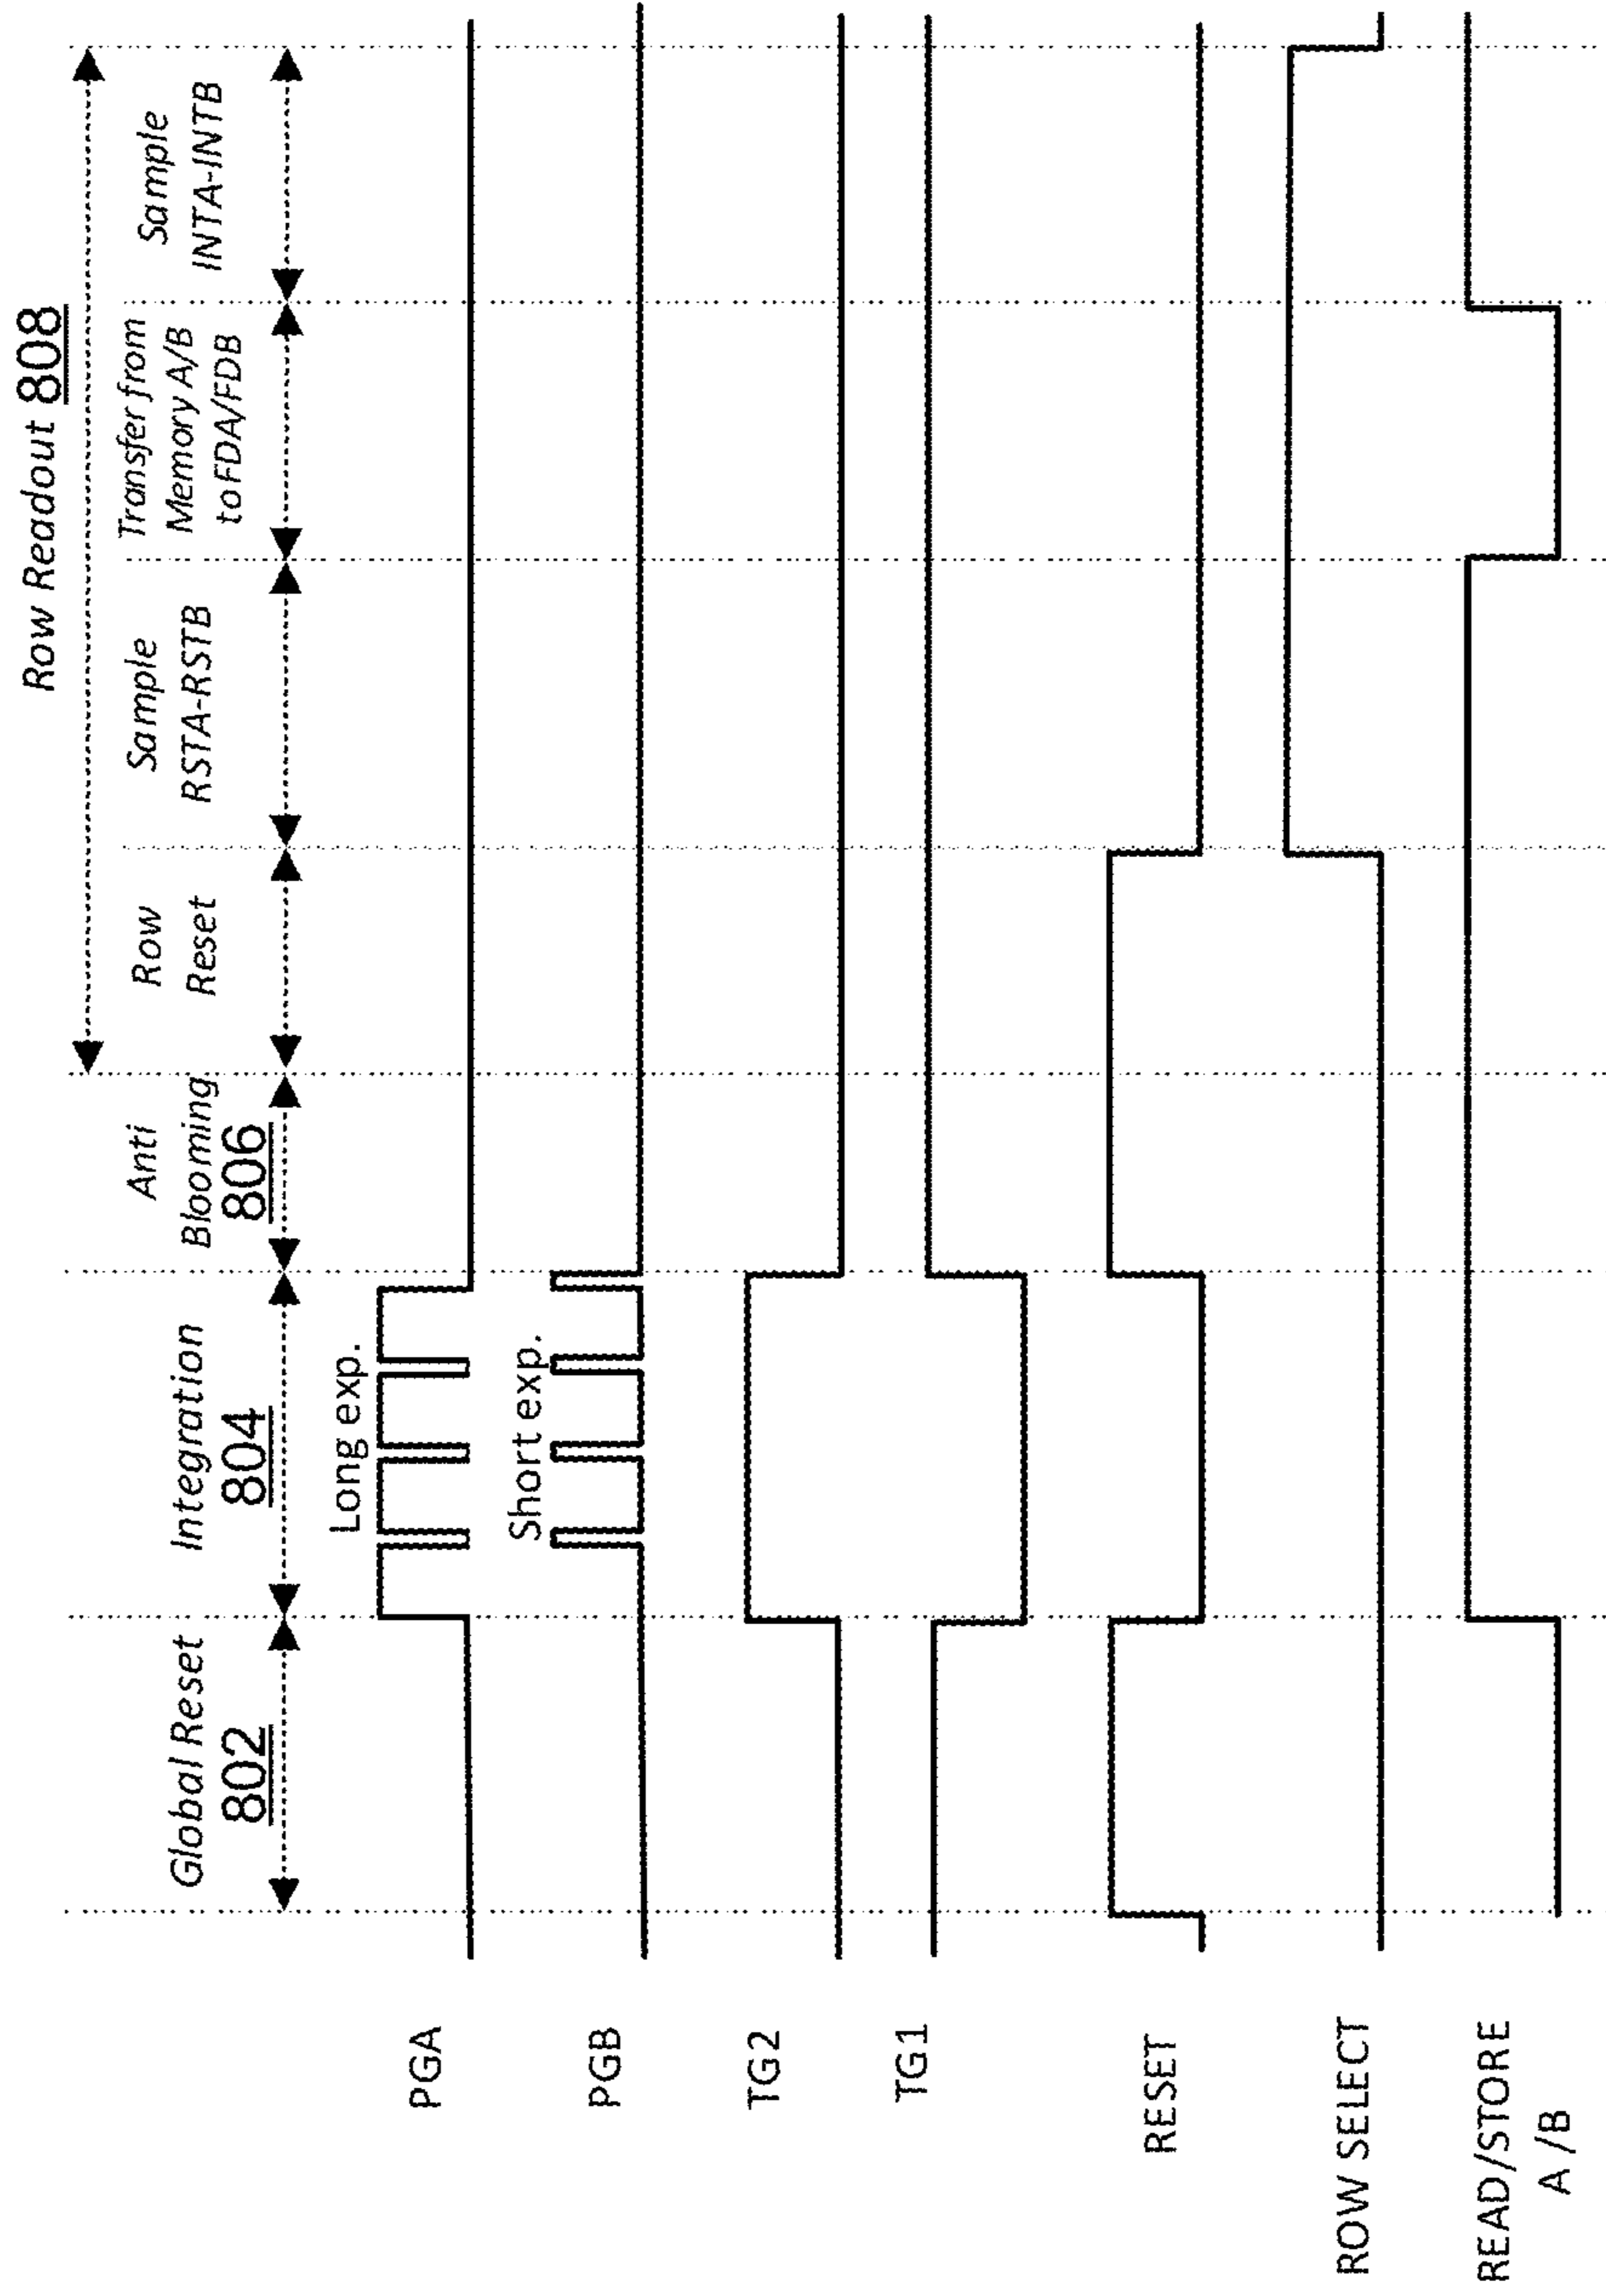 Row Readout 808
Global Reset
802
Integration
804
Anti
Blooming
806
Row
Reset
Sample
RSTA-RSTB
Transfer from
Memory A/B
to FDA/FDB
Sample
INTA-INTB
PGA
Long exp.
PGB
Short exp.
TG2
TG1
RESET
ROW SELECT
READ/STORE
A /B